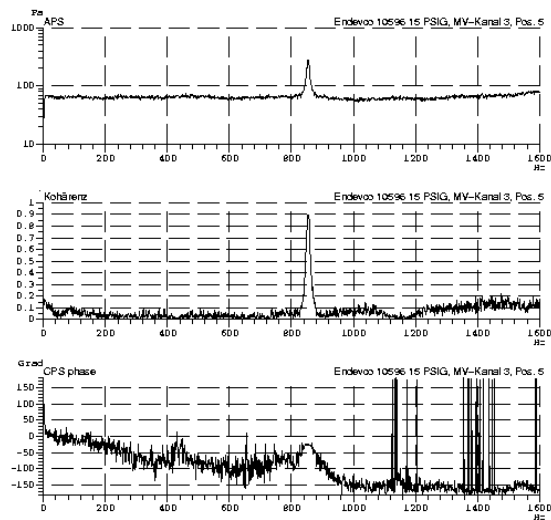 Pa
APS Endevco 10596 15 PSIG, MV-Kanal 3, Pos. 5
1000
100
10
0 200 400 600 800 1000 1200 1400 1600
Hz
Kohärenz Endevco 10596 15 PSIG, MV-Kanal 3, Pos. 5
1
0.9
0.8
0.7
0.6
0.5
0.4
0.3
0.2
0.1
0
0 200 400 600 800 1000 1200 1400 1600
Hz
Grad
CPS phase Endevco 10596 15 PSIG, MV-Kanal 3, Pos. 5
150
100
50
0
-50
-100
-150
0 200 400 600 800 1000 1200 1400 1600
Hz